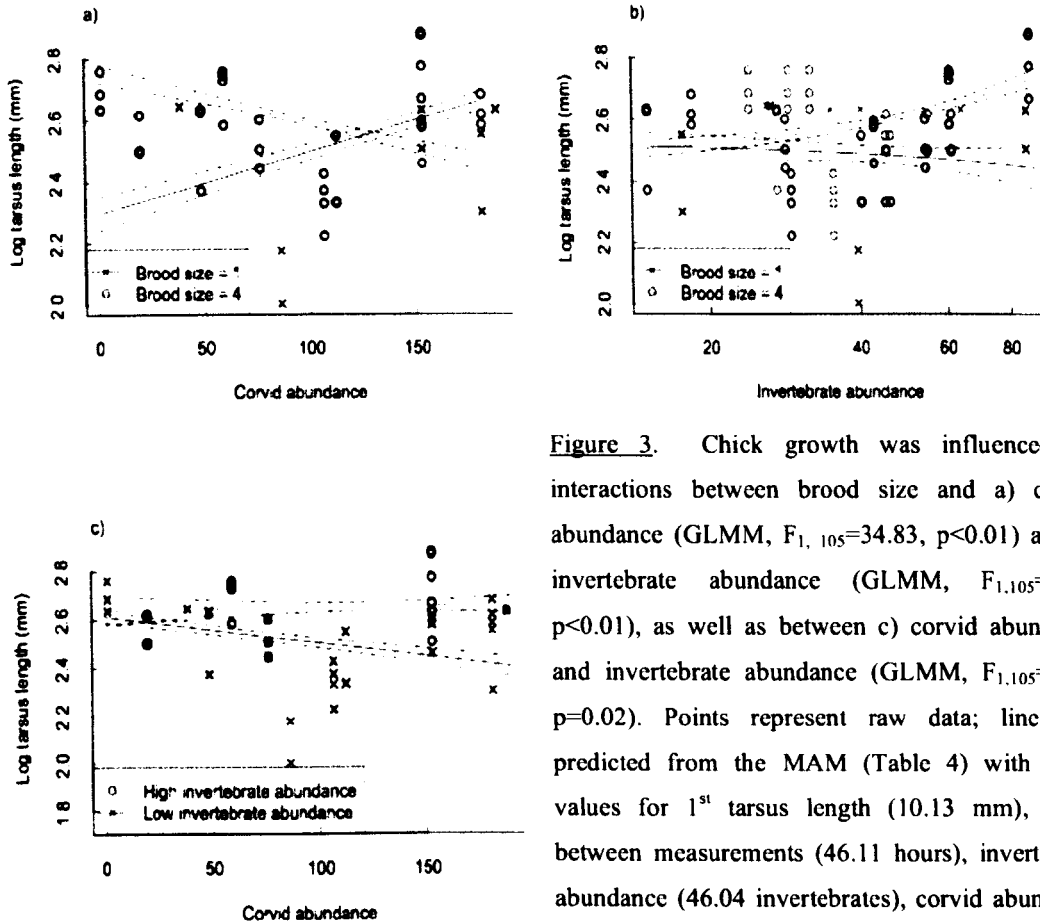 a)
Log tarsus length (mm)
2.0 2.2 2.4 2.6 2.8
Brood size =
Brood size = 4
0 50 100 150
Corvid abundance
b)
Log tarsus length (mm)
2.0 2.2 2.4 2.6 2.8
Brood size =
Brood size = 4
20 40 60 80
Invertebrate abundance
c)
Log tarsus length (mm)
1.8 2.0 2.2 2.4 2.6 2.8
High invertebrate abundance
Low invertebrate abundance
0 50 100 150
Corvid abundance
Figure 3. Chick growth was influence
interactions between brood size and a) c
abundance (GLMM, F1, 105=34.83, p<0.01) a
invertebrate abundance (GLMM, F1,105=
p<0.01), as well as between c) corvid abun
and invertebrate abundance (GLMM, F1,105=
p=0.02). Points represent raw data; line
predicted from the MAM (Table 4) with
values for 1st tarsus length (10.13 mm),
between measurements (46.11 hours), invert
abundance (46.04 invertebrates), corvid abun